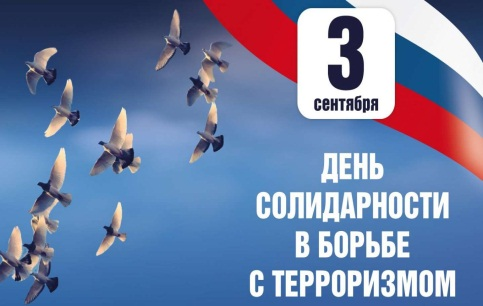 3
сентября
ДЕНЬ
СОЛИДАРНОСТИ
В БОРЬБЕ
С ТЕРРОРИЗМОМ